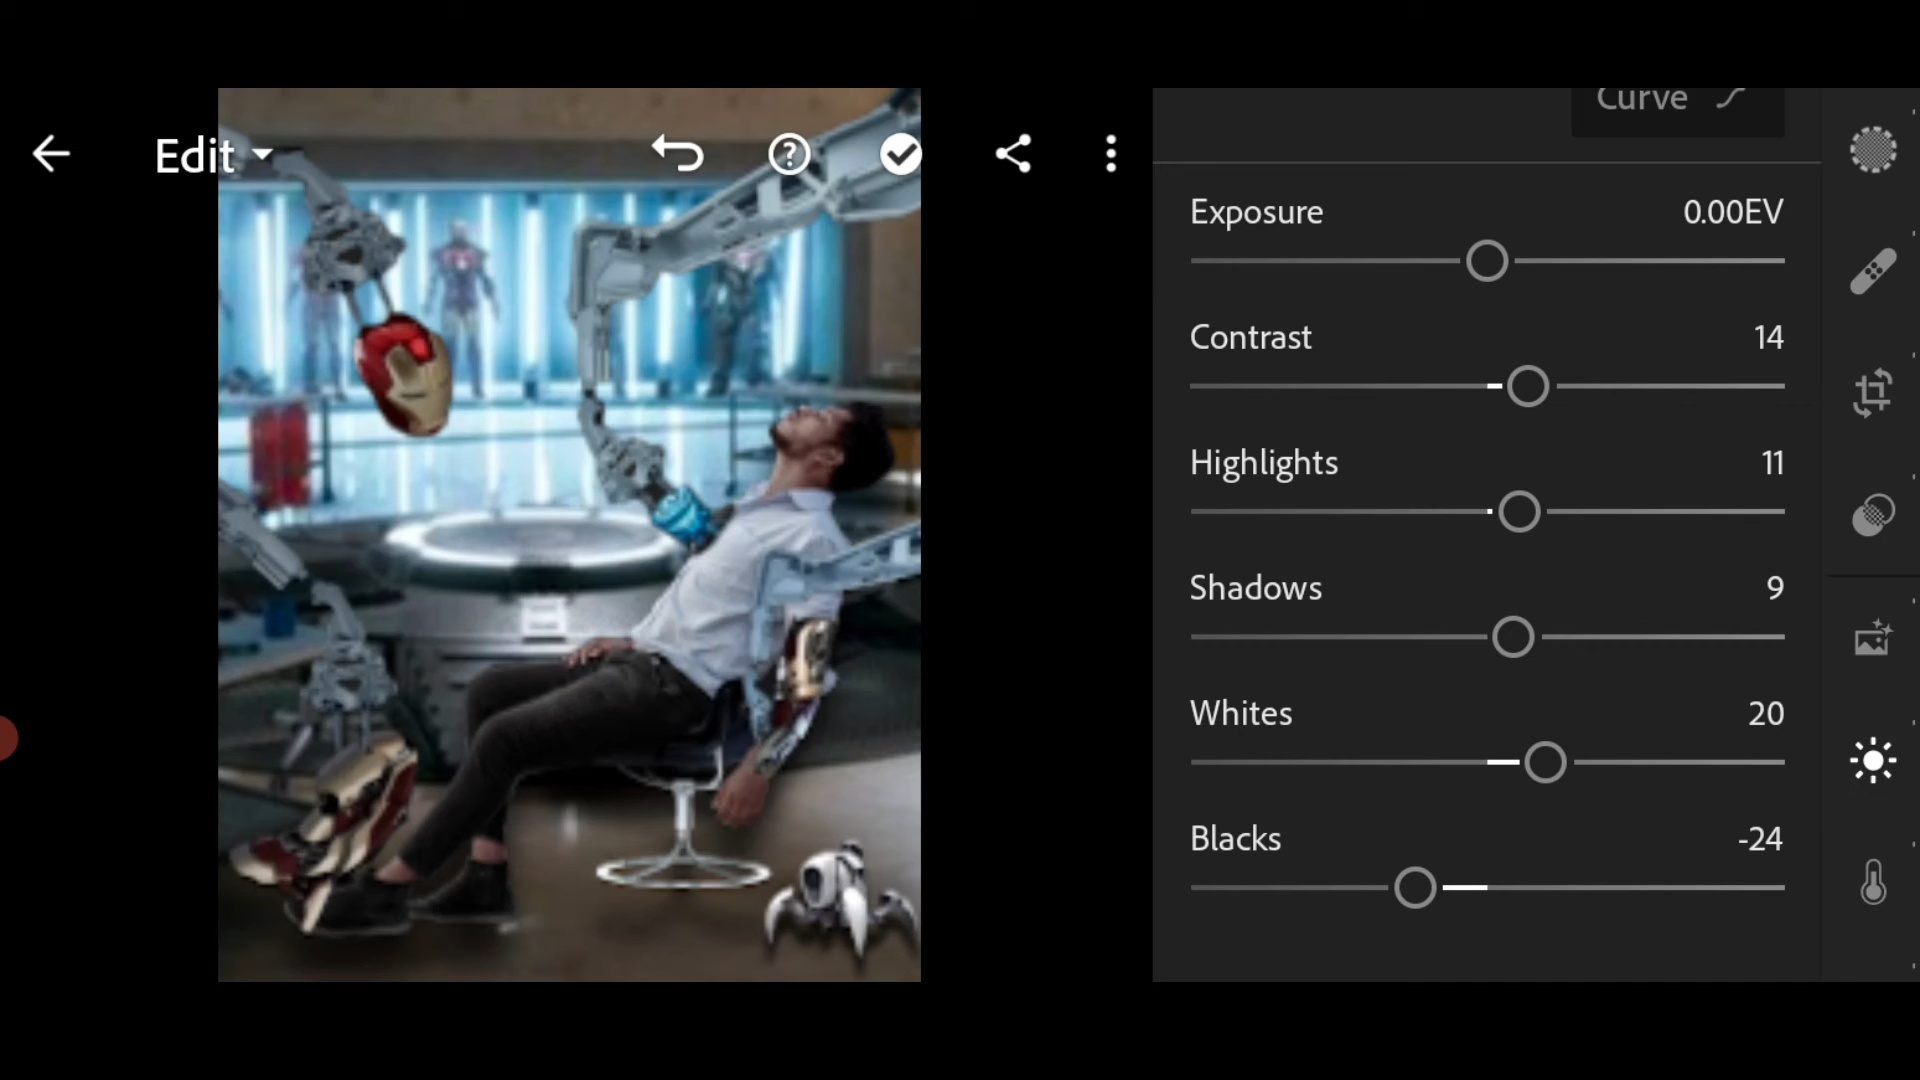 Edit
Curve
Exposure 0.00EV
Contrast 14
Highlights 11
Shadows 9
Whites 20
Blacks -24